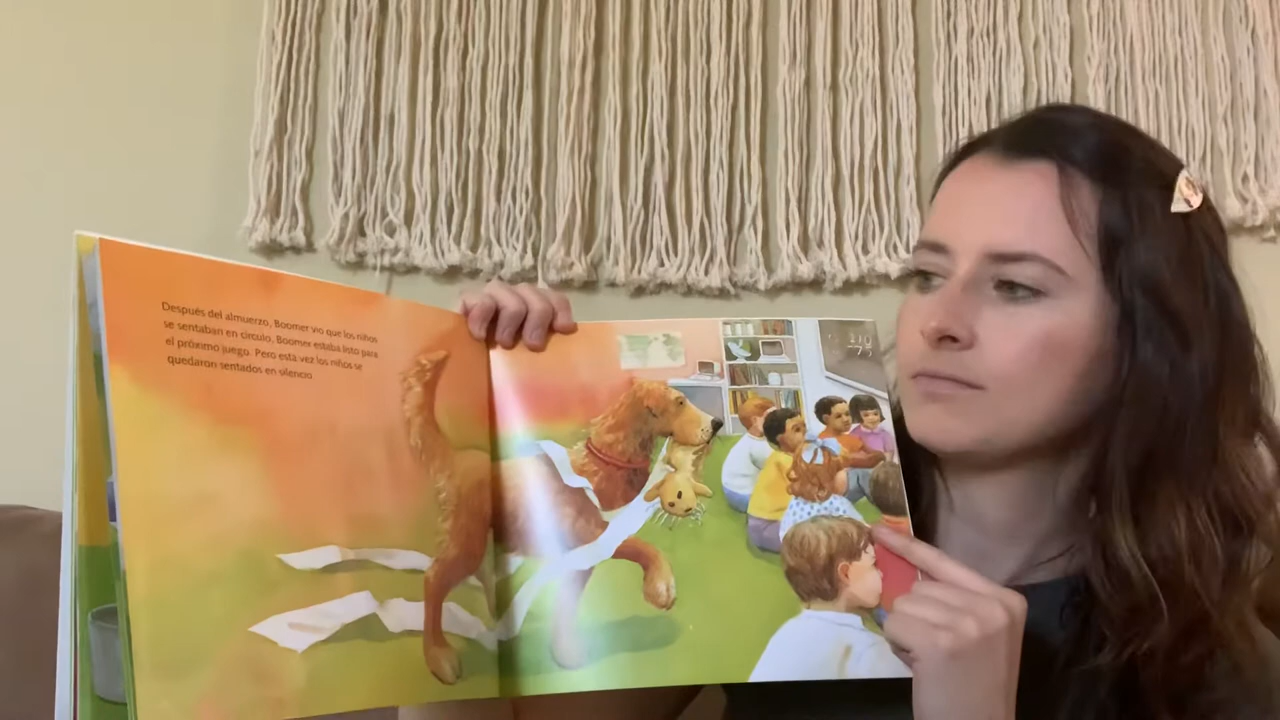 Después del almuerzo, Boomer vio que los niños
se sentaban en círculo. Boomer estaba listo para
el próximo juego. Pero esta vez los niños se
quedaron sentados en silencio.